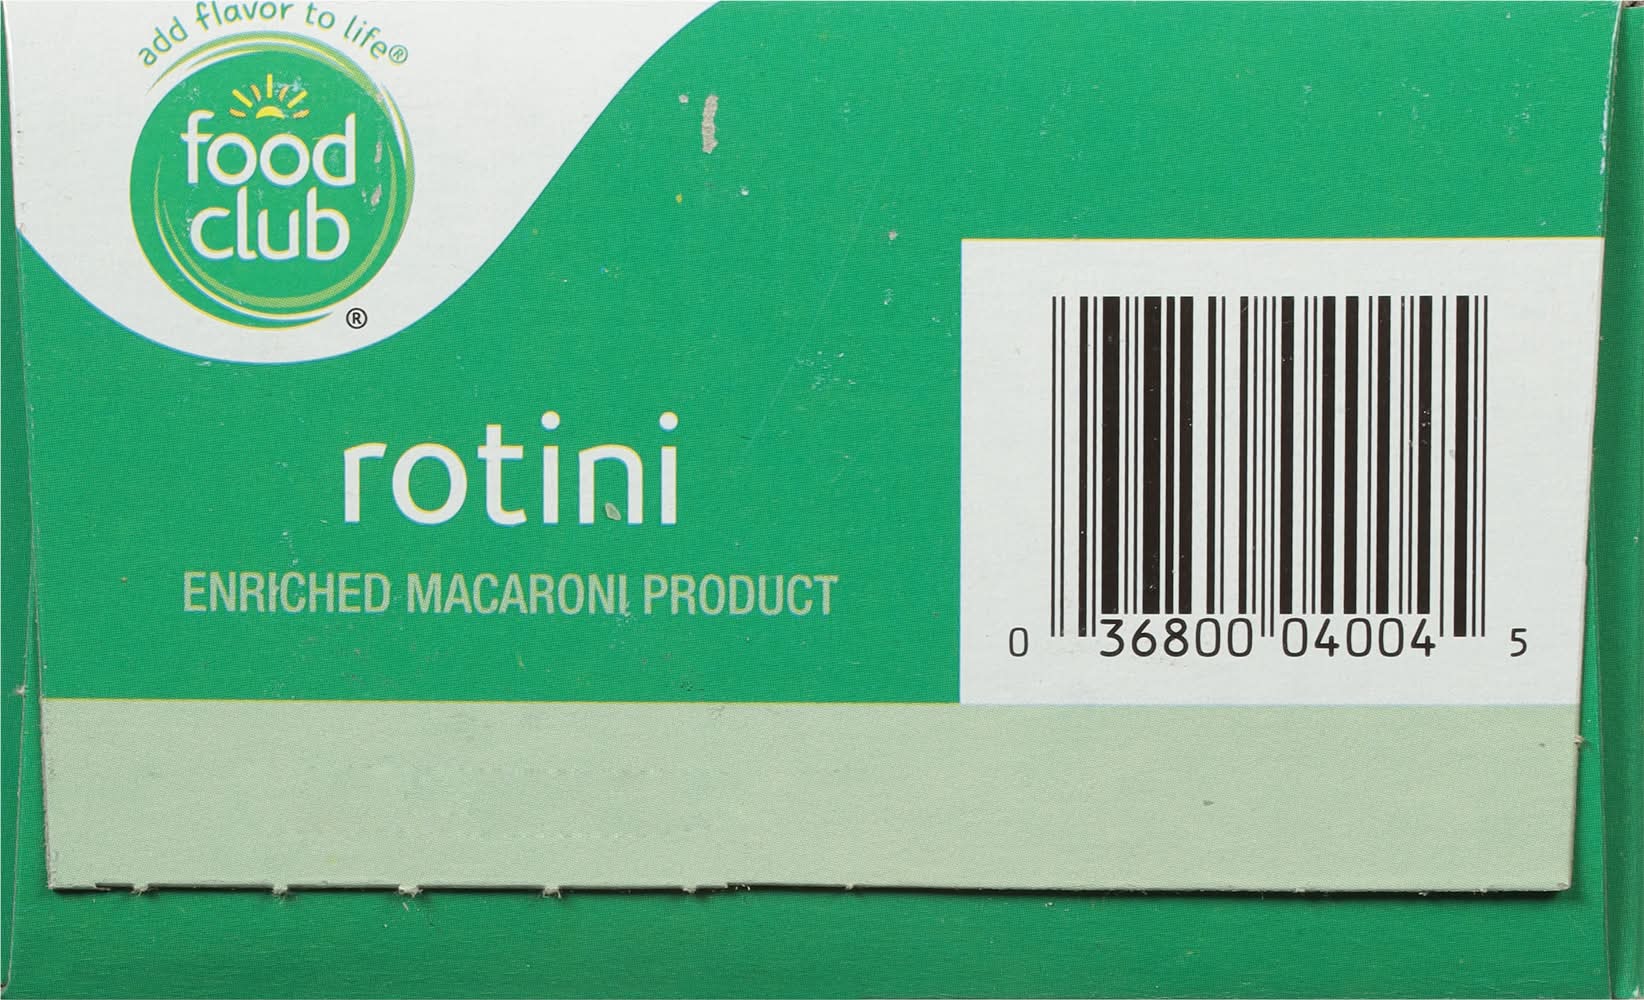 add flavor to life®
food
club
®
rotini
ENRICHED MACARONI PRODUCT
0 36800 04004 5